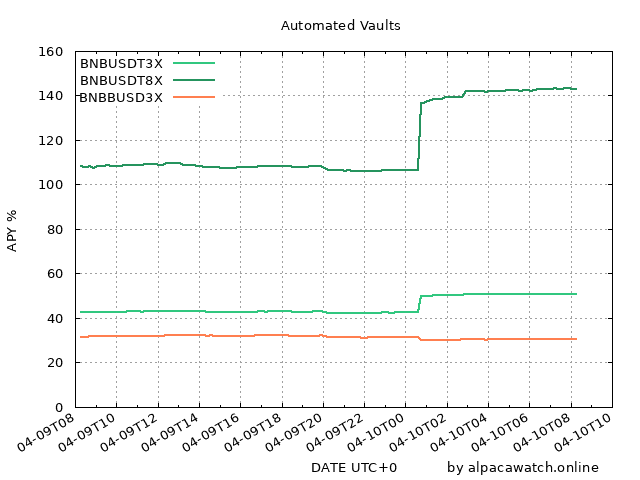 Automated Vaults
160
140
120
100
80
60
40
20
0
APY %
BNBUSDT3X
BNBUSDT8X
BNBBUSD3X
04-09T08
04-09T10
04-09T12
04-09T14
04-09T16
04-09T18
04-09T20
04-09T22
04-10T00
04-10T02
04-10T04
04-10T06
04-10T08
04-10T10
DATE UTC+0
by alpacawatch.online